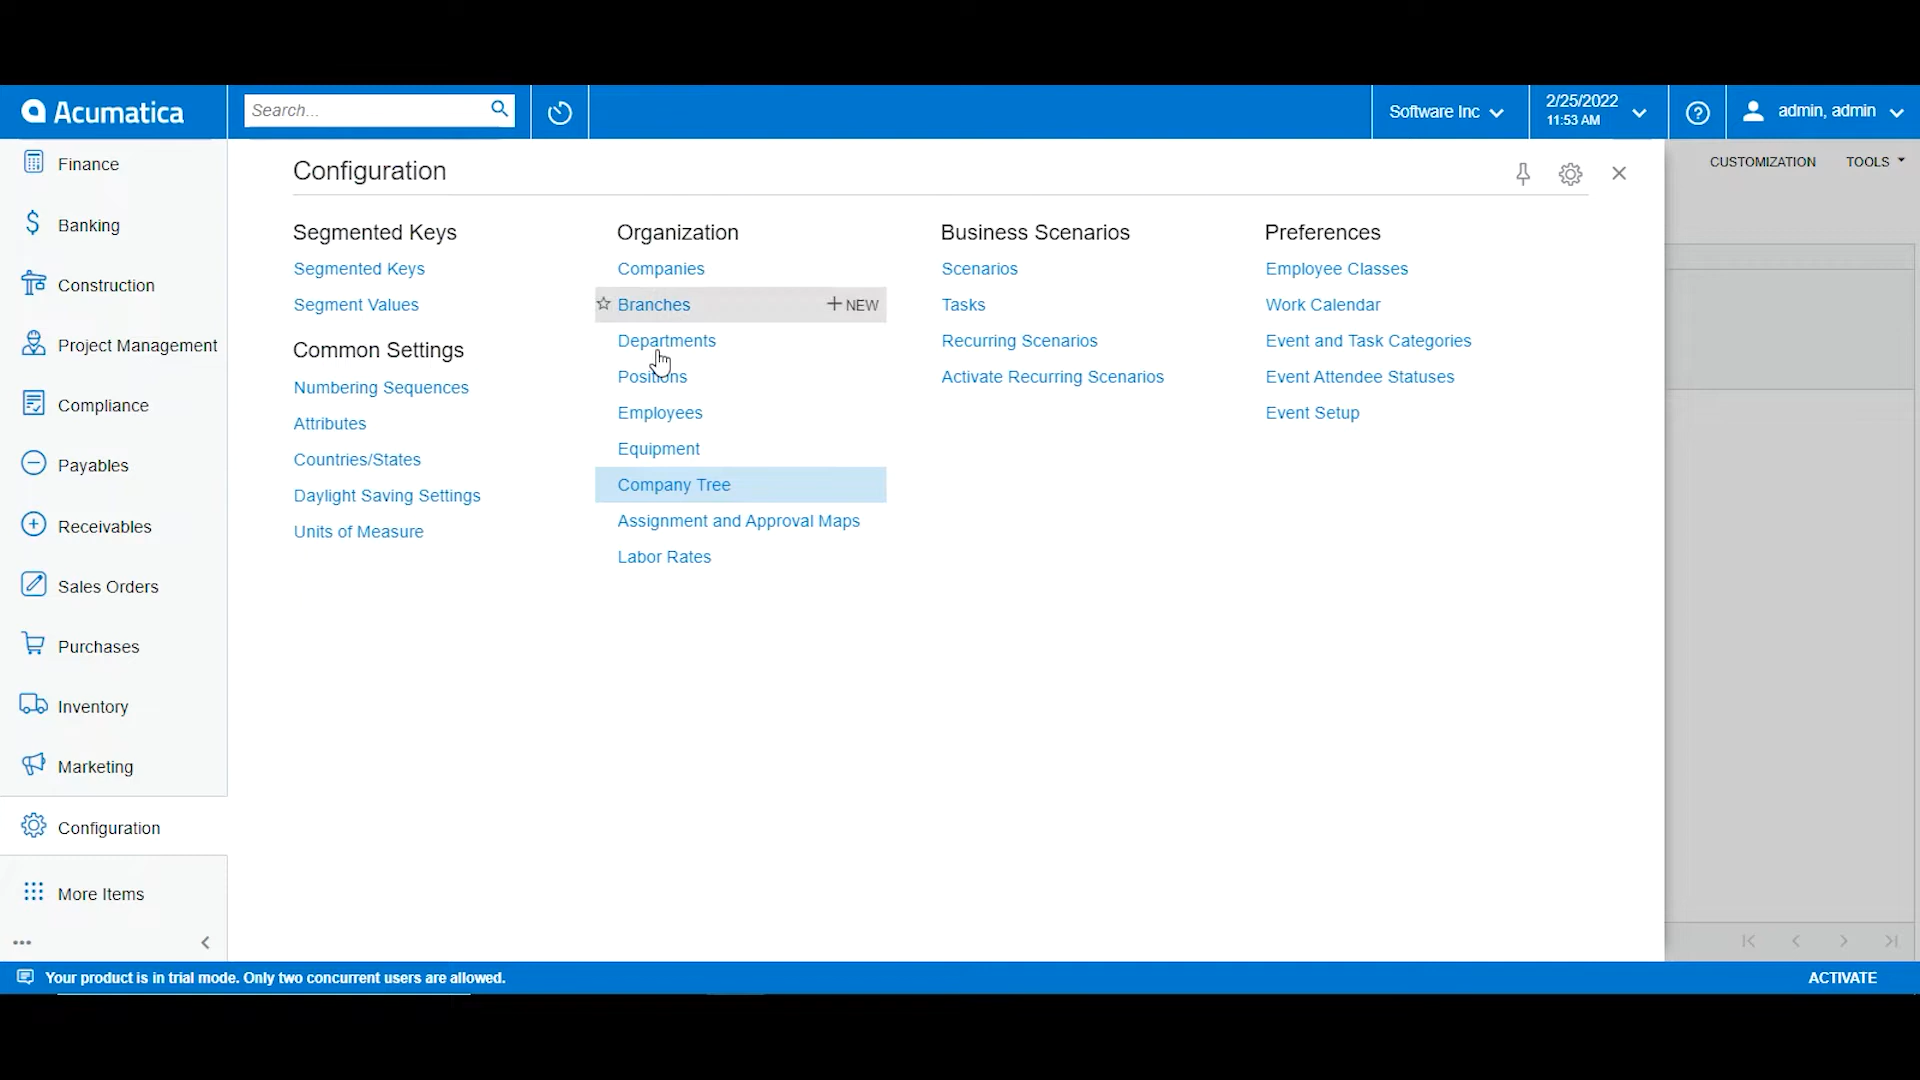 Acumatica
Search...
Software Inc
2/25/2022
11:53 AM
admin, admin
CUSTOMIZATION
TOOLS
Finance
Banking
Construction
Project Management
Compliance
Payables
Receivables
Sales Orders
Purchases
Inventory
Marketing
Configuration
More Items
Configuration
Segmented Keys
Segmented Keys
Segment Values
Common Settings
Numbering Sequences
Attributes
Countries/States
Daylight Saving Settings
Units of Measure
Organization
Companies
Branches
NEW
Departments
Positions
Employees
Equipment
Company Tree
Assignment and Approval Maps
Labor Rates
Business Scenarios
Scenarios
Tasks
Recurring Scenarios
Activate Recurring Scenarios
Preferences
Employee Classes
Work Calendar
Event and Task Categories
Event Attendee Statuses
Event Setup
Your product is in trial mode. Only two concurrent users are allowed.
ACTIVATE